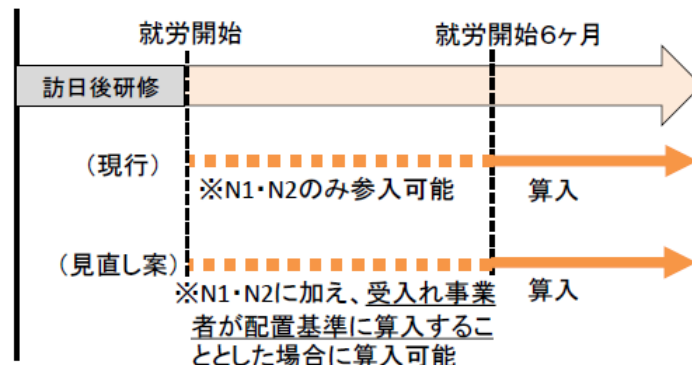 就労開始
就労開始6ヶ月
訪日後研修
（現行）
※N1・N2のみ参入可能
算入
（見直し案）
※N1・N2に加え、受入れ事業
者が配置基準に算入するこ
ととした場合に算入可能
算入